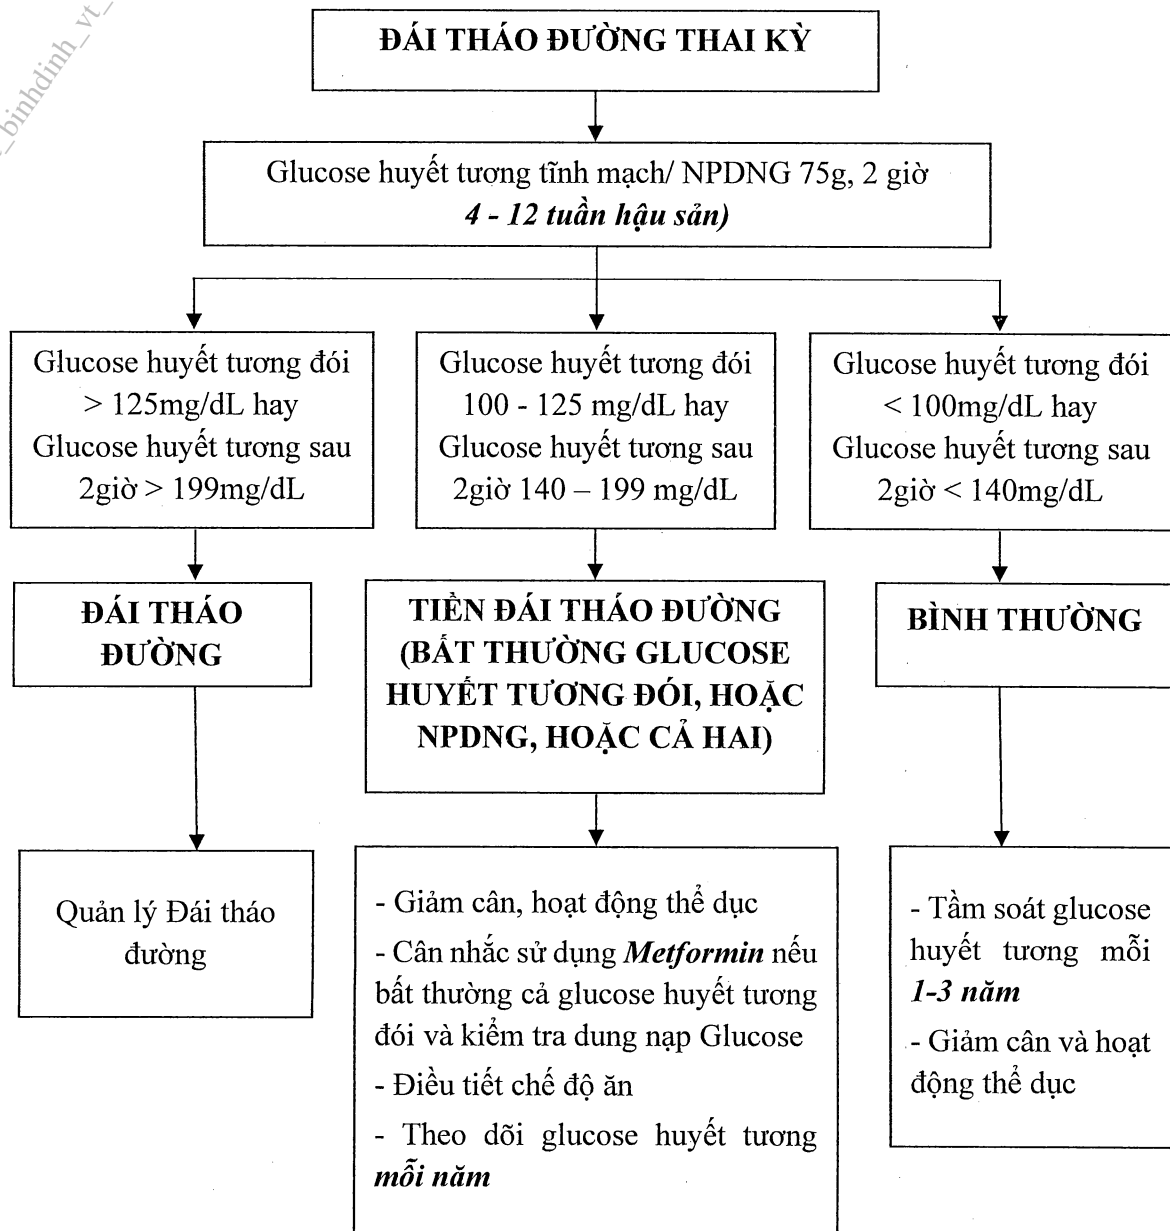 _binhdinh_vt_
ĐÁI THÁO ĐƯỜNG THAI KỲ
Glucose huyết tương tĩnh mạch/ NPDNG 75g, 2 giờ
4 - 12 tuần hậu sản)
Glucose huyết tương đói
> 125mg/dL hay
Glucose huyết tương sau
2giờ > 199mg/dL
Glucose huyết tương đói
100 - 125 mg/dL hay
Glucose huyết tương sau
2giờ 140 – 199 mg/dL
Glucose huyết tương đói
< 100mg/dL hay
Glucose huyết tương sau
2giờ < 140mg/dL
ĐÁI THÁO
ĐƯỜNG
TIỀN ĐÁI THÁO ĐƯỜNG
(BẤT THƯỜNG GLUCOSE
HUYẾT TƯƠNG ĐÓI, HOẶC
NPDNG, HOẶC CẢ HAI)
BÌNH THƯỜNG
Quản lý Đái tháo
đường
- Giảm cân, hoạt động thể dục
- Cân nhắc sử dụng Metformin nếu
bất thường cả glucose huyết tương
đói và kiểm tra dung nạp Glucose
- Điều tiết chế độ ăn
- Theo dõi glucose huyết tương
mỗi năm
- Tầm soát glucose
huyết tương mỗi
1-3 năm
- Giảm cân và hoạt
động thể dục